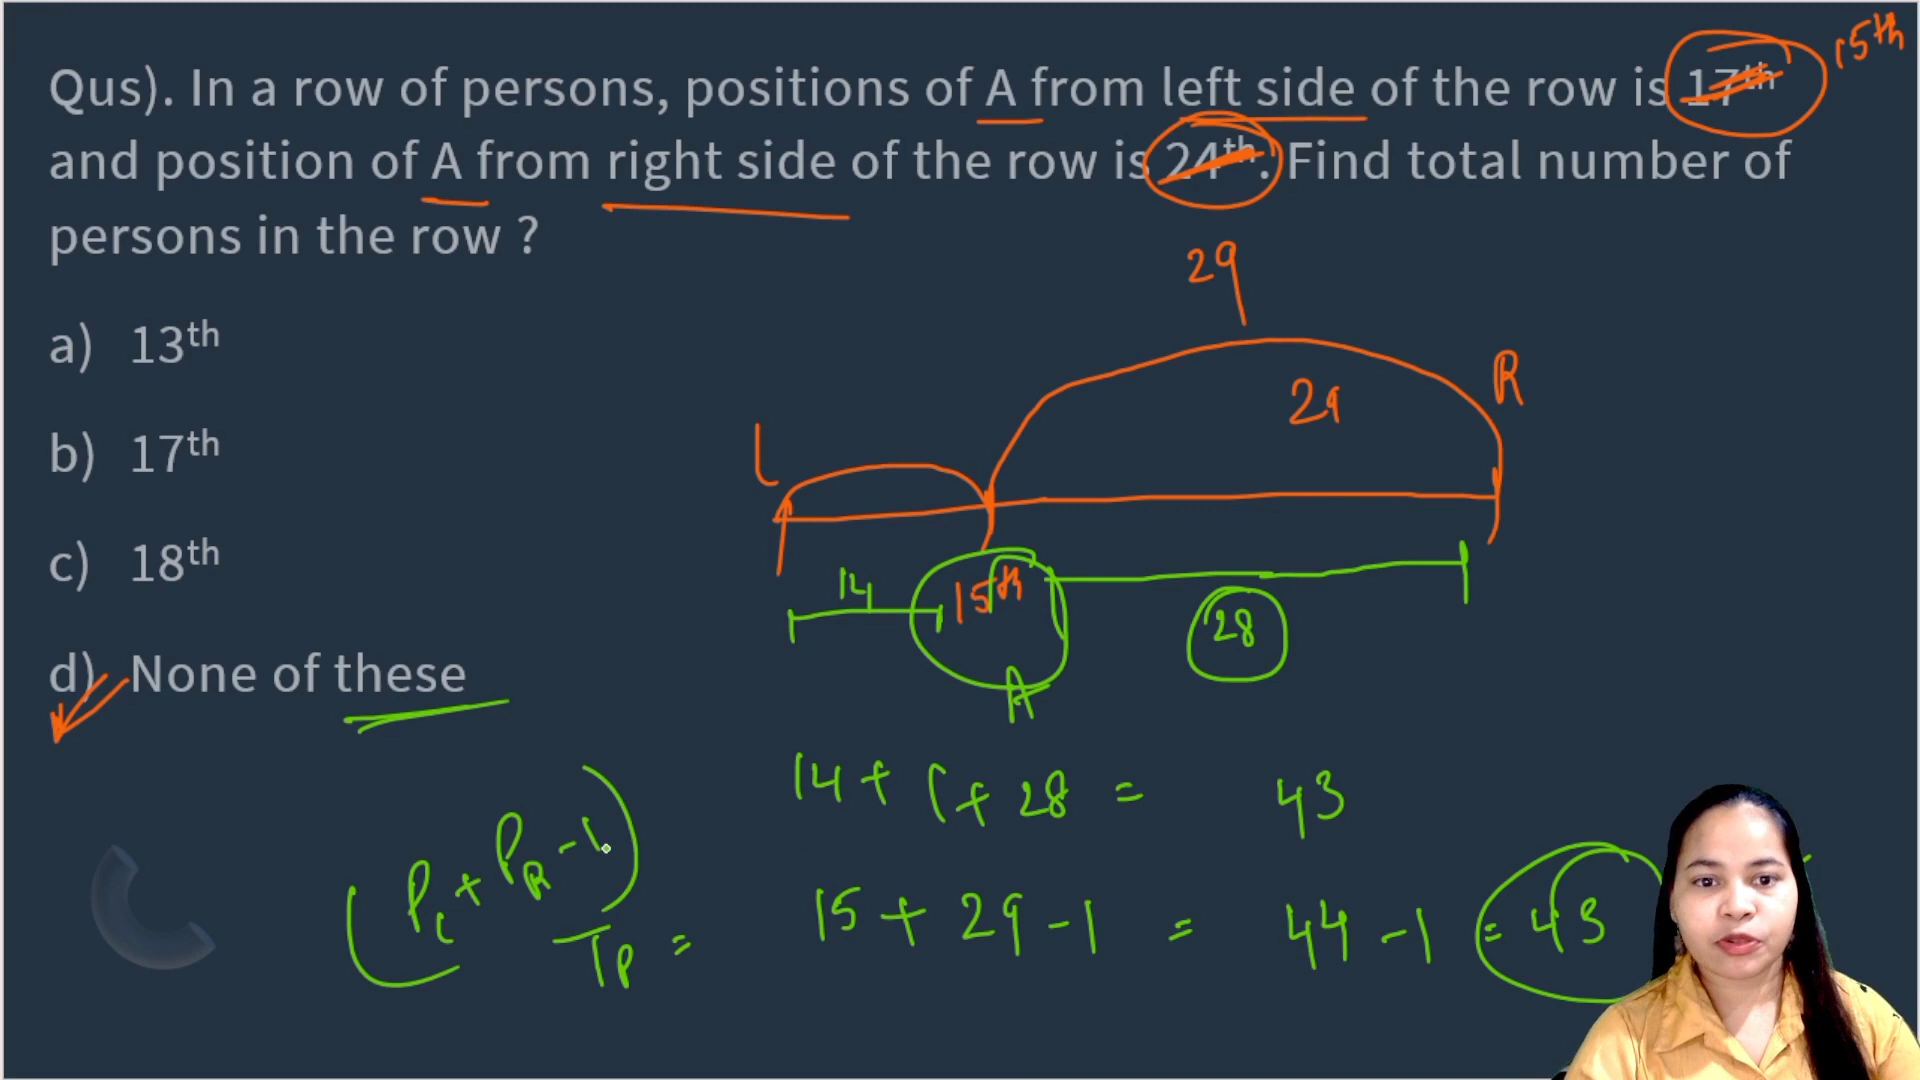 Qus). In a row of persons, positions of A from left side of the row is 17th 15th
and position of A from right side of the row is 24th. Find total number of
persons in the row ?
29
a) 13th
29
R
L
b) 17th
c) 18th
14
15th
28
d) None of these
A
14 + 1 + 28 = 43
(PL + PR - 1)
TP = 15 + 29 - 1 = 44 - 1 = 43